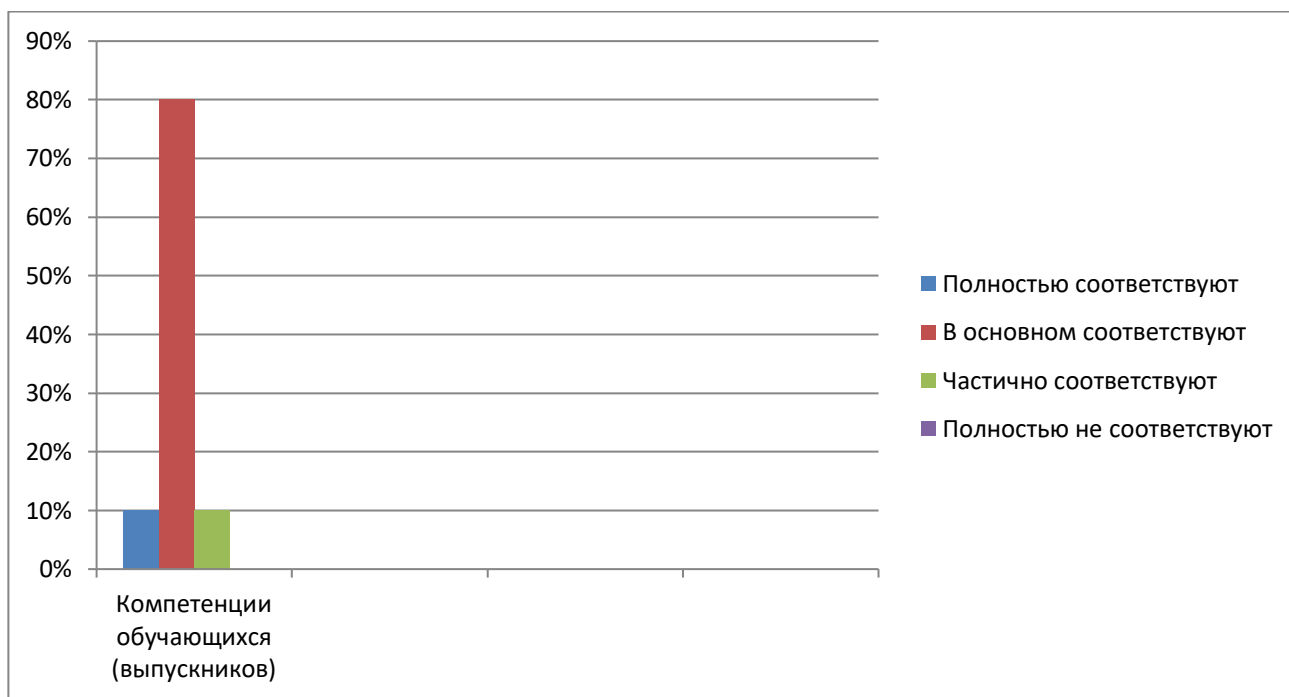 90%
80%
70%
60%
50%
40%
30%
20%
10%
0%
Компетенции
обучающихся
(выпускников)
Полностью соответствуют
В основном соответствуют
Частично соответствуют
Полностью не соответствуют